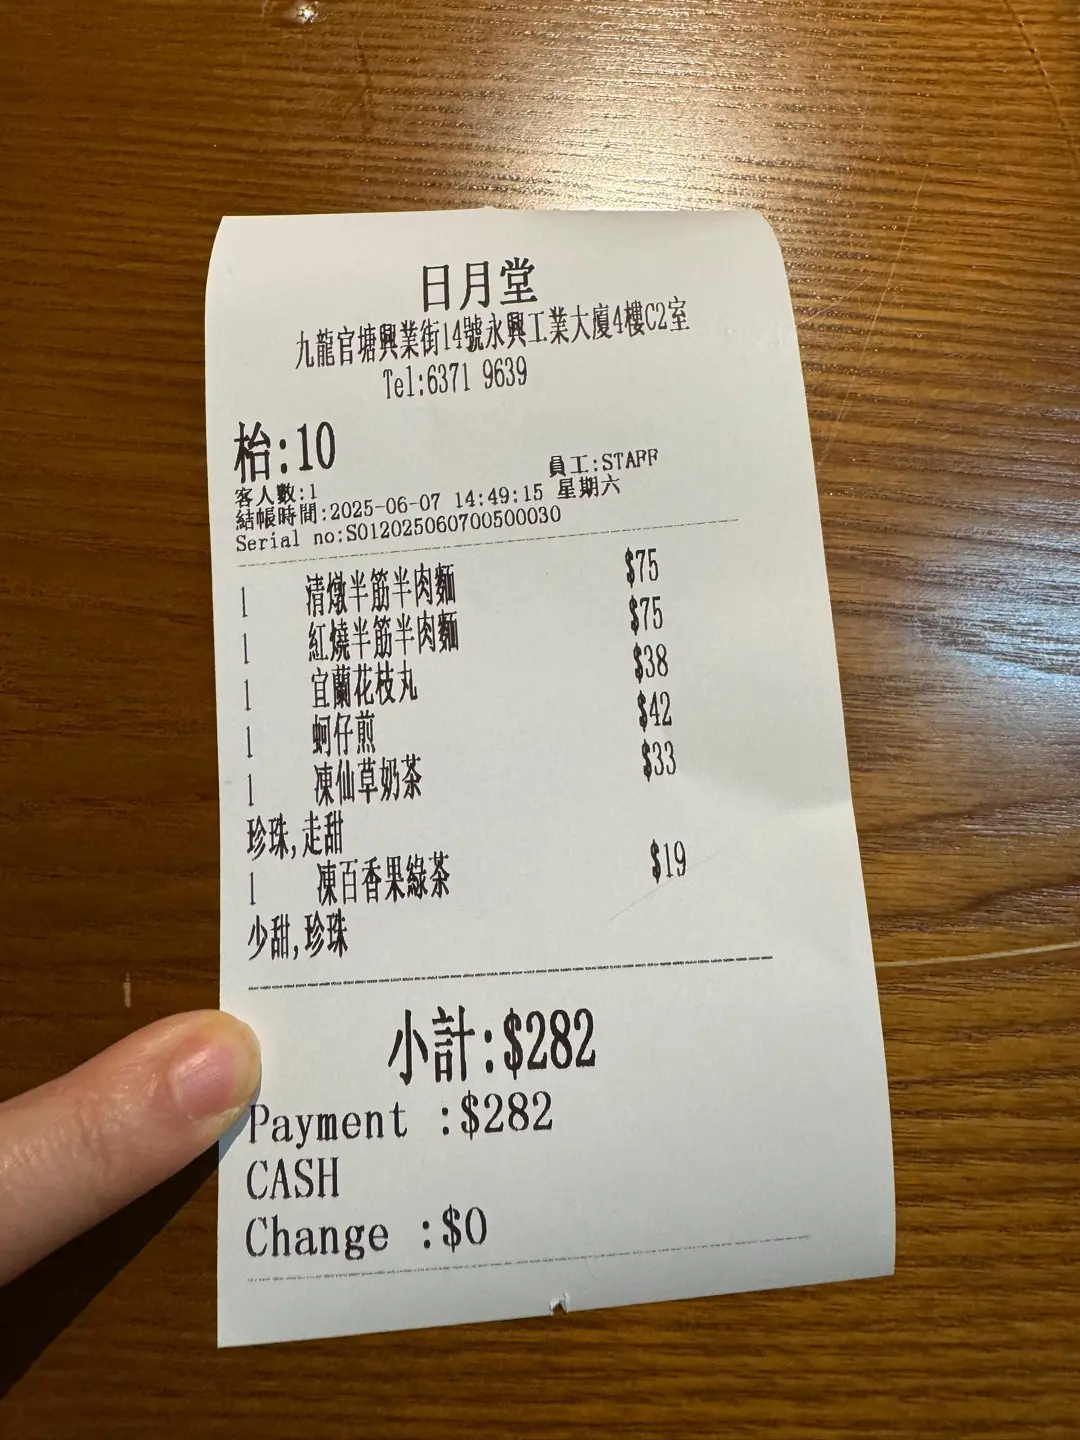 日月堂
九龍官塘興業街14號永興工業大廈4樓C2室
Tel:6371 9639
枱:10
客人數:1 員工:STAFF
結帳時間:2025-06-07 14:49:15 星期六
Serial no:S012025060700500030
1 清燉半筋半肉麵 $75
1 紅燒半筋半肉麵 $75
1 宜蘭花枝丸 $38
1 蚵仔煎 $42
1 凍仙草奶茶 $33
珍珠,走甜
1 凍百香果綠茶 $19
少甜,珍珠
小計:$282
Payment :$282
CASH
Change :$0